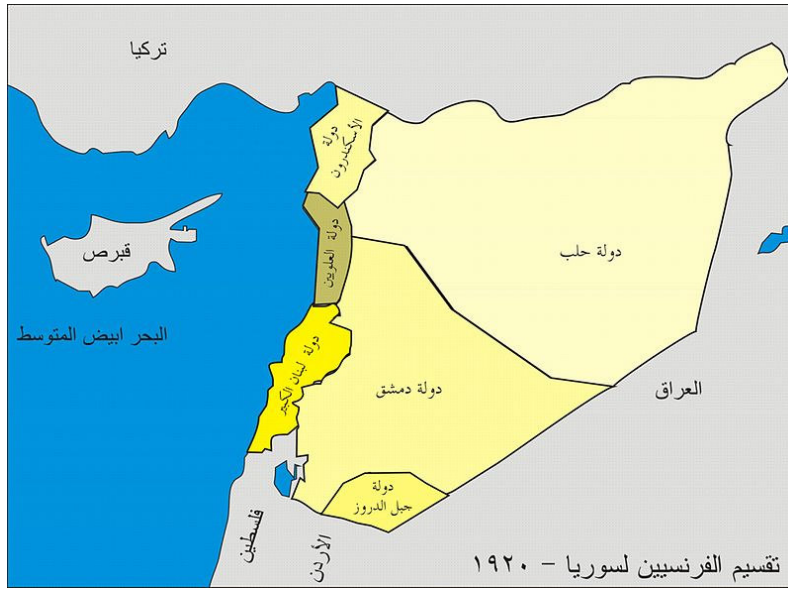 تركيا
دولة
الأسكندرون
قبرص
دولة العلويين
دولة حلب
البحر ابيض المتوسط
دولة لبنان الكبير
دولة دمشق
العراق
دولة
جبل الدروز
فلسطين
الأردن
تقسيم الفرنسيين لسوريا - ١٩٢٠